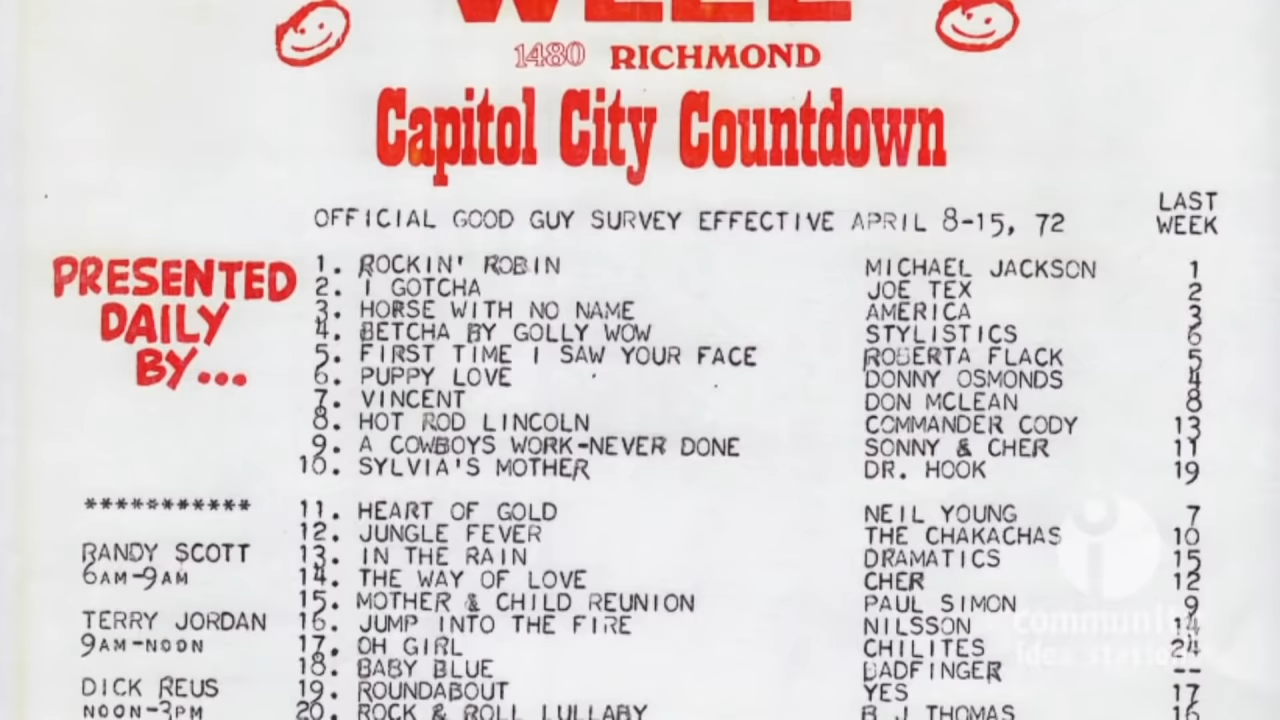 1480 RICHMOND
Capitol City Countdown
OFFICIAL GOOD GUY SURVEY EFFECTIVE APRIL 8-15, 72
LAST WEEK
PRESENTED
DAILY
BY...
1. ROCKIN' ROBIN MICHAEL JACKSON 1
2. I GOTCHA JOE TEX 2
3. HORSE WITH NO NAME AMERICA 3
4. BETCHA BY GOLLY WOW STYLISTICS 6
5. FIRST TIME I SAW YOUR FACE ROBERTA FLACK 5
6. PUPPY LOVE DONNY OSMONDS 4
7. VINCENT DON MCLEAN 8
8. HOT ROD LINCOLN COMMANDER CODY 13
9. A COWBOYS WORK-NEVER DONE SONNY & CHER 11
10. SYLVIA'S MOTHER DR. HOOK 19
***********
11. HEART OF GOLD NEIL YOUNG 7
12. JUNGLE FEVER THE CHAKACHAS 10
13. IN THE RAIN DRAMATICS 15
14. THE WAY OF LOVE CHER 12
15. MOTHER & CHILD REUNION PAUL SIMON 9
16. JUMP INTO THE FIRE NILSSON 14
17. OH GIRL CHILITES 24
18. BABY BLUE BADFINGER --
19. ROUNDABOUT YES 17
20. ROCK & ROLL LULLABY B J THOMAS 16
RANDY SCOTT
6AM-9AM
TERRY JORDAN
9AM-NOON
DICK REUS
NOON-3PM
community
idea stations